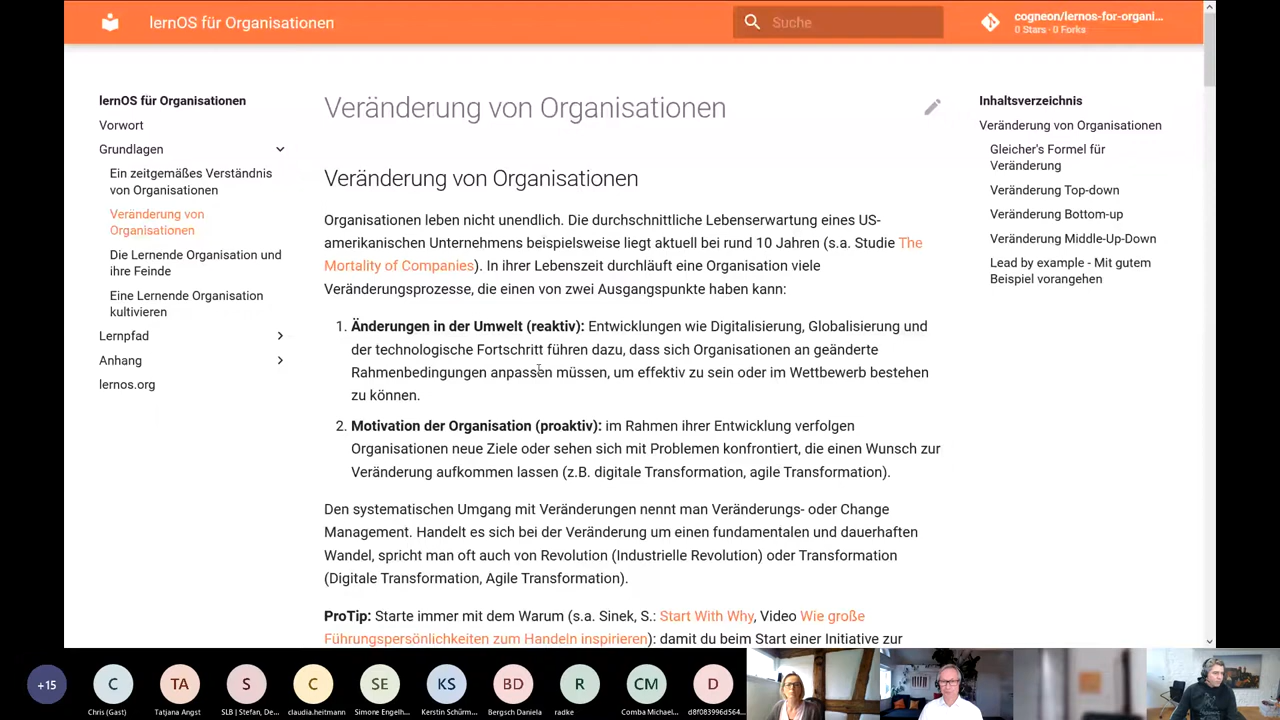 lernOS für Organisationen
Suche
cogneon/lernos-for-organi...
0 Stars · 0 Forks
lernOS für Organisationen
Vorwort
Grundlagen
Ein zeitgemäßes Verständnis
von Organisationen
Veränderung von
Organisationen
Die Lernende Organisation und
ihre Feinde
Eine Lernende Organisation
kultivieren
Lernpfad
Anhang
lernos.org
Veränderung von Organisationen
Veränderung von Organisationen
Organisationen leben nicht unendlich. Die durchschnittliche Lebenserwartung eines US-
amerikanischen Unternehmens beispielsweise liegt aktuell bei rund 10 Jahren (s.a. Studie The
Mortality of Companies). In ihrer Lebenszeit durchläuft eine Organisation viele
Veränderungsprozesse, die einen von zwei Ausgangspunkte haben kann:
1. Änderungen in der Umwelt (reaktiv): Entwicklungen wie Digitalisierung, Globalisierung und
der technologische Fortschritt führen dazu, dass sich Organisationen an geänderte
Rahmenbedingungen anpassen müssen, um effektiv zu sein oder im Wettbewerb bestehen
zu können.
2. Motivation der Organisation (proaktiv): im Rahmen ihrer Entwicklung verfolgen
Organisationen neue Ziele oder sehen sich mit Problemen konfrontiert, die einen Wunsch zur
Veränderung aufkommen lassen (z.B. digitale Transformation, agile Transformation).
Den systematischen Umgang mit Veränderungen nennt man Veränderungs- oder Change
Management. Handelt es sich bei der Veränderung um einen fundamentalen und dauerhaften
Wandel, spricht man oft auch von Revolution (Industrielle Revolution) oder Transformation
(Digitale Transformation, Agile Transformation).
ProTip: Starte immer mit dem Warum (s.a. Sinek, S.: Start With Why, Video Wie große
Führungspersönlichkeiten zum Handeln inspirieren): damit du beim Start einer Initiative zur
Inhaltsverzeichnis
Veränderung von Organisationen
Gleicher's Formel für
Veränderung
Veränderung Top-down
Veränderung Bottom-up
Veränderung Middle-Up-Down
Lead by example - Mit gutem
Beispiel vorangehen
+15
C
TA
S
C
SE
KS
BD
R
CM
D
Chris (Gast)
Tatjana Angst
SLB | Stefan, De...
claudia.heitmann
Simone Engelh...
Kerstin Schürm...
Bergsch Daniela
radke
Comba Michael...
d8f083996d564...